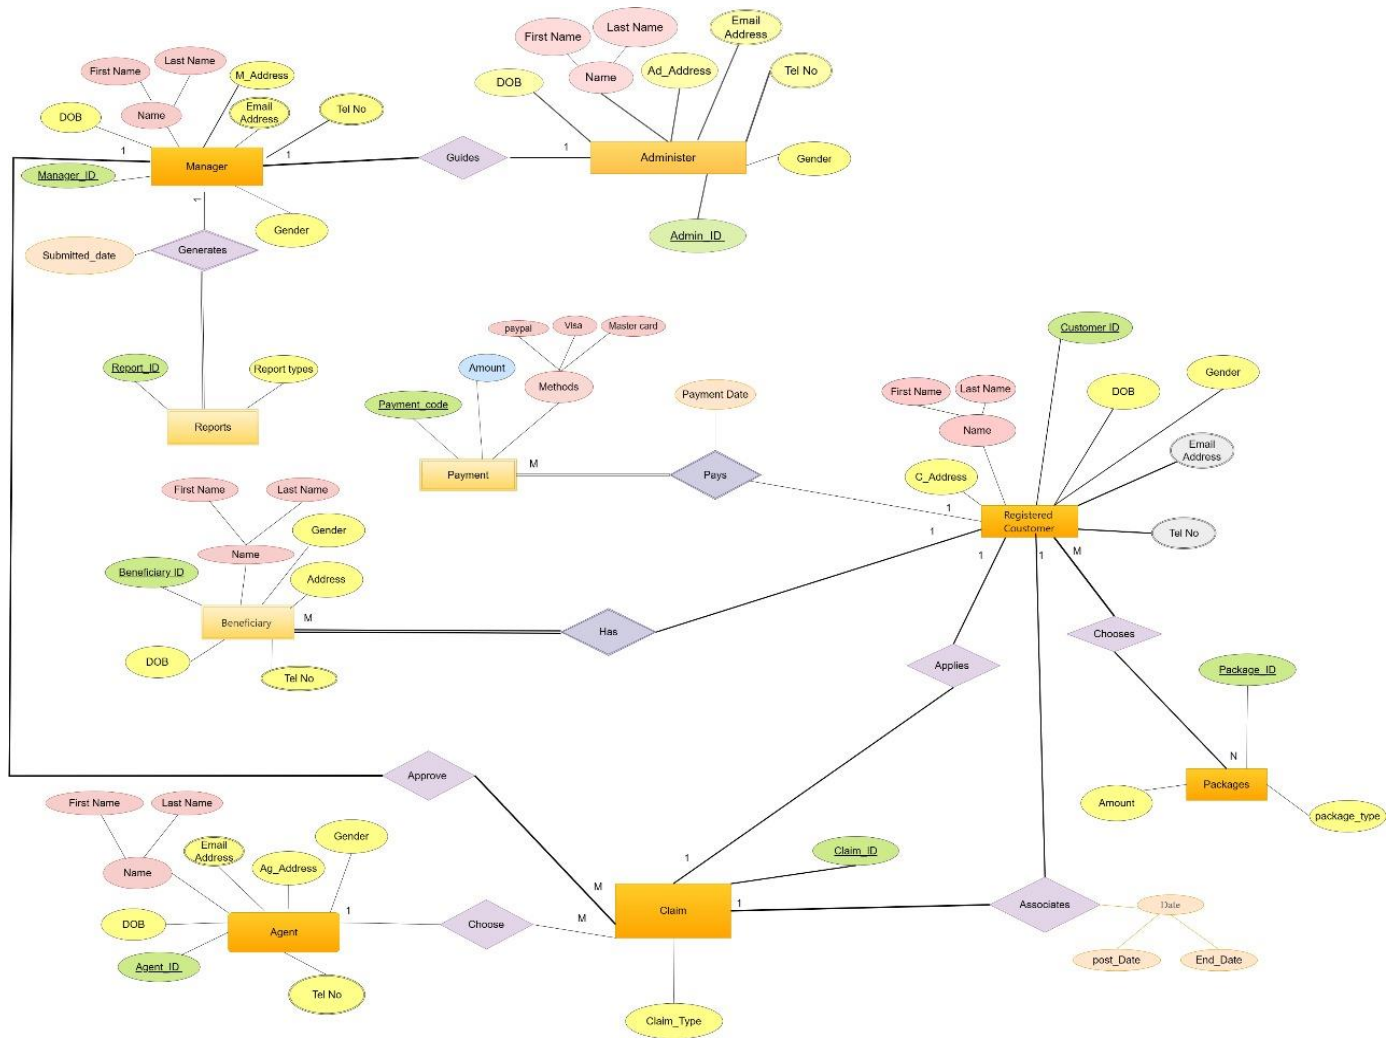 First Name
Last Name
M_Address
DOB
Name
Email
Address
Tel No
1
Manager
1
Manager_ID
Gender
1
Submitted_date
Generates
Report_ID
Report types
Reports
Guides
1
First Name
Last Name
Email
Address
DOB
Name
Ad_Address
Tel No
Administer
Gender
Admin_ID
paypal
Visa
Master card
Amount
Methods
Payment_code
Payment Date
Payment
M
Pays
1
Customer ID
First Name
Last Name
DOB
Gender
Name
Email
Address
C_Address
Registered
Coustomer
Tel No
1
1
1
M
First Name
Last Name
Gender
Name
Beneficiary ID
Address
Beneficiary
M
Has
DOB
Tel No
Applies
Chooses
Package_ID
N
Packages
Amount
package_type
Approve
M
First Name
Last Name
Gender
Email
Address
Ag_Address
Name
DOB
1
Agent
Agent_ID
Tel No
Choose
M
1
Claim_ID
Claim
1
Claim_Type
Associates
Date
post_Date
End_Date